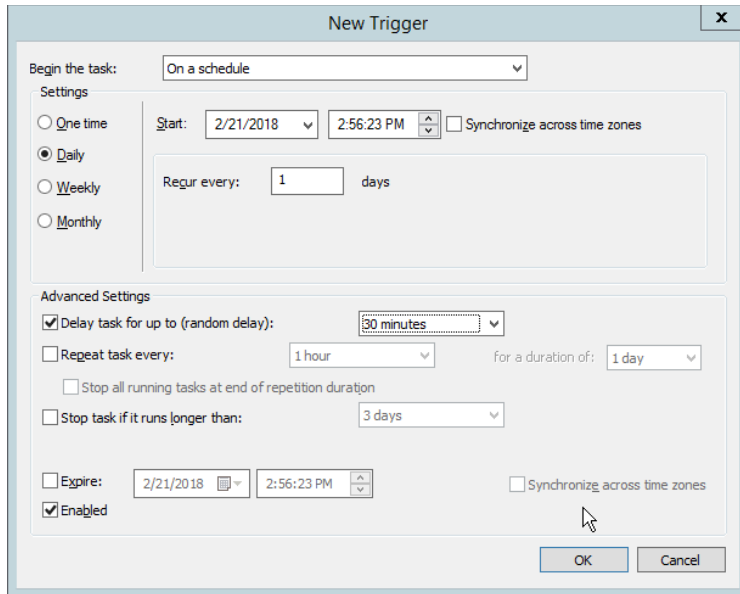 New Trigger
x
Begin the task: On a schedule
Settings
One time
Start: 2/21/2018 2:56:23 PM Synchronize across time zones
Daily
Recur every: 1 days
Weekly
Monthly
Advanced Settings
Delay task for up to (random delay): 30 minutes
Repeat task every: 1 hour for a duration of: 1 day
Stop all running tasks at end of repetition duration
Stop task if it runs longer than: 3 days
Expire: 2/21/2018 2:56:23 PM Synchronize across time zones
Enabled
OK Cancel